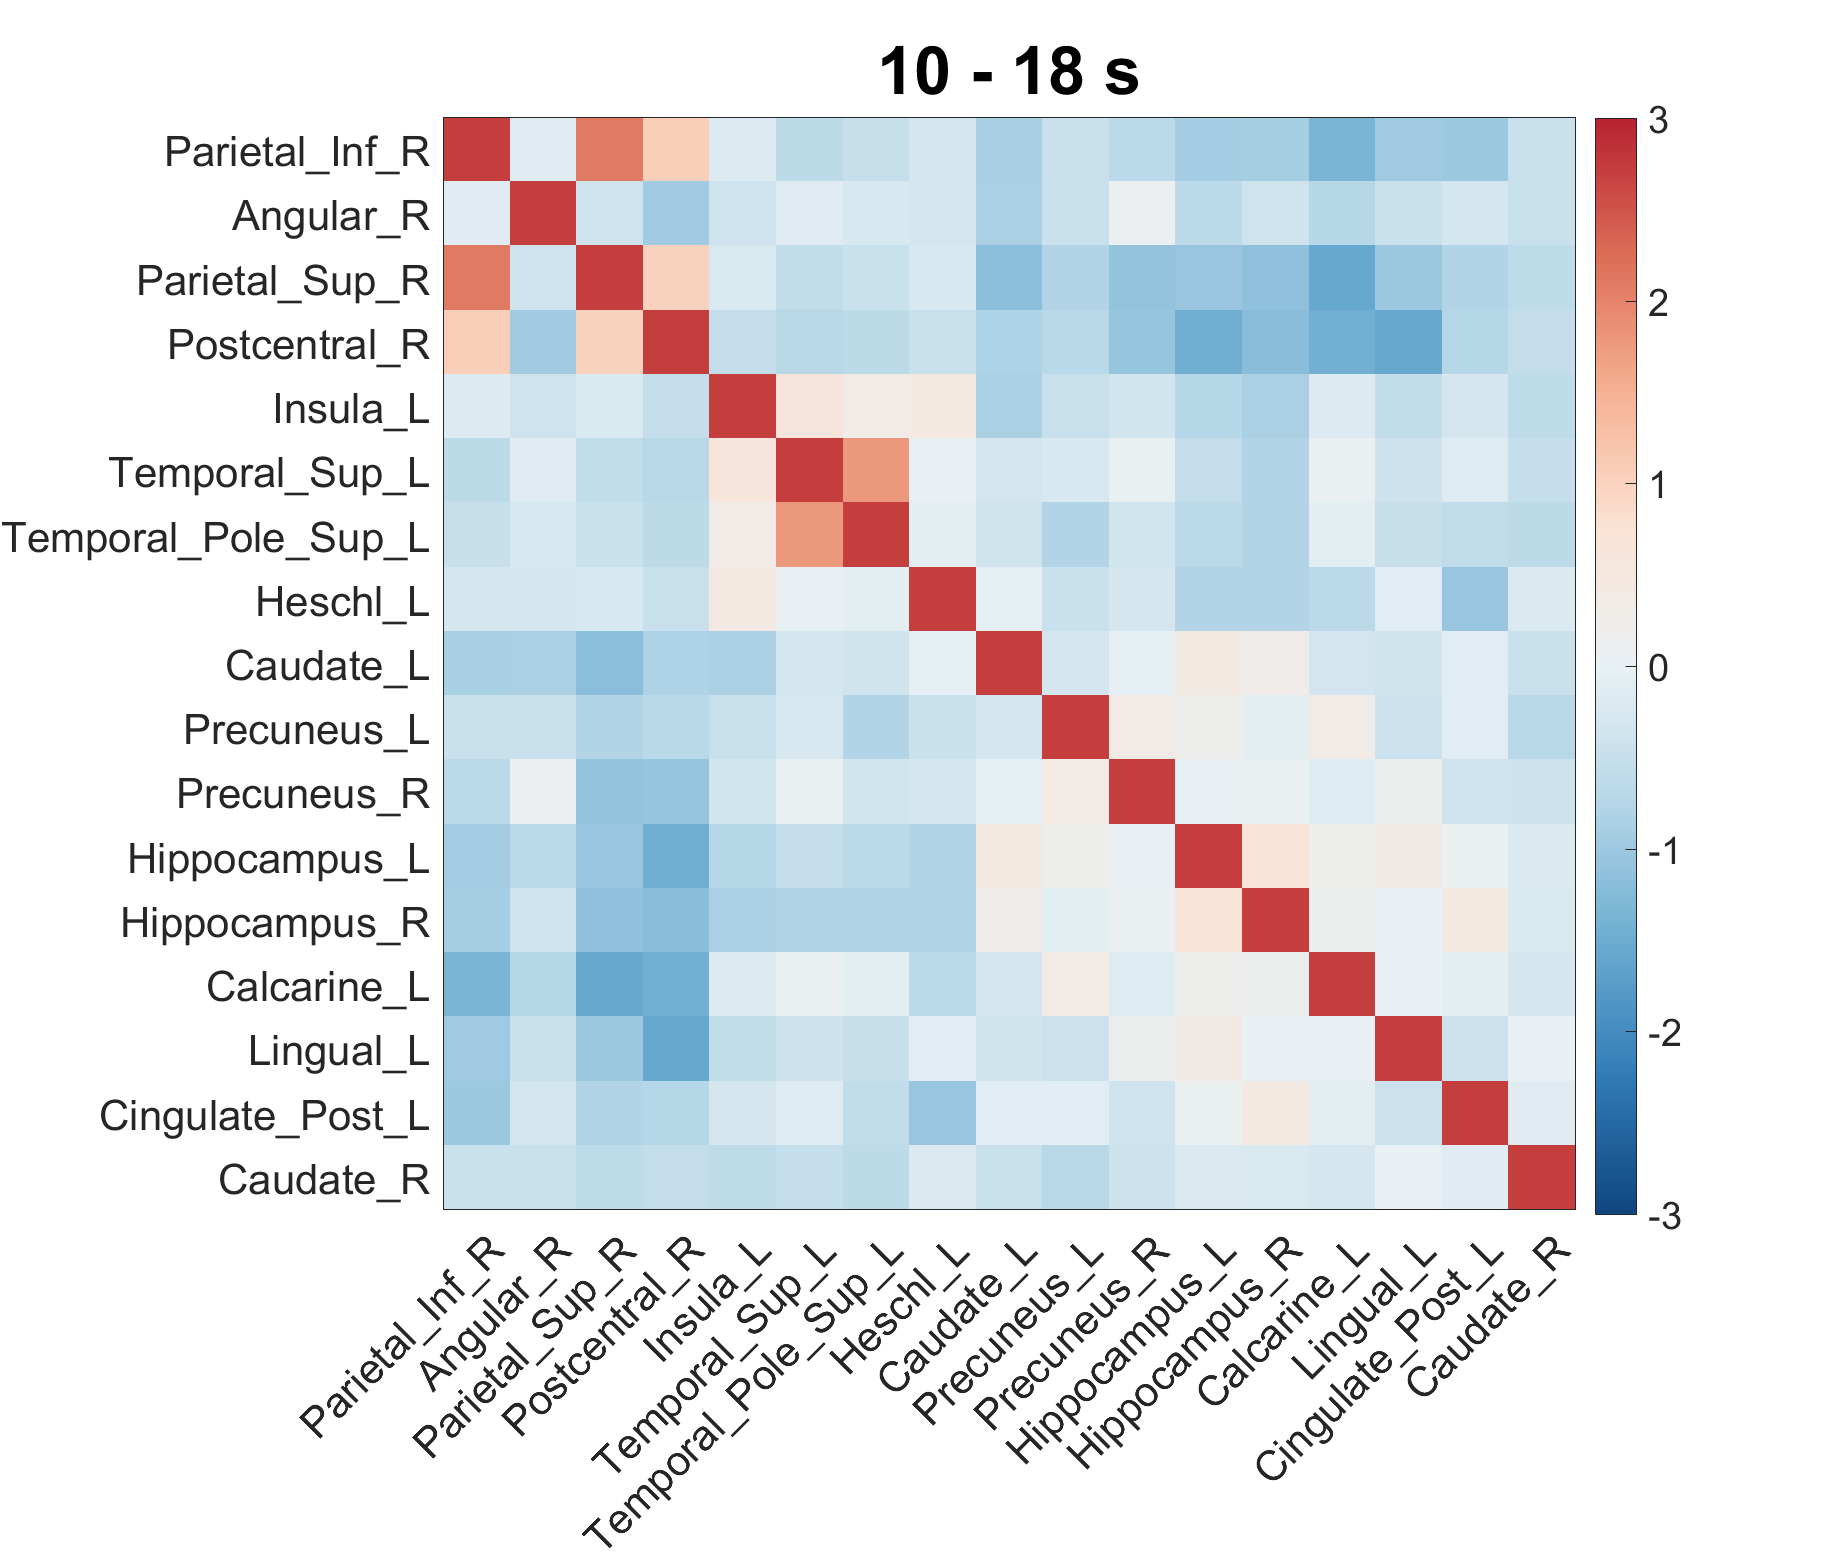 10 - 18 s
Parietal_Inf_R
Angular_R
Parietal_Sup_R
Postcentral_R
Insula_L
Temporal_Sup_L
Temporal_Pole_Sup_L
Heschl_L
Caudate_L
Precuneus_L
Precuneus_R
Hippocampus_L
Hippocampus_R
Calcarine_L
Lingual_L
Cingulate_Post_L
Caudate_R
3
2
1
0
-1
-2
-3
Parietal_Inf_R
Angular_R
Parietal_Sup_R
Postcentral_R
Insula_L
Temporal_Sup_L
Temporal_Pole_Sup_L
Heschl_L
Caudate_L
Precuneus_L
Precuneus_R
Hippocampus_L
Hippocampus_R
Calcarine_L
Lingual_L
Cingulate_Post_L
Caudate_R